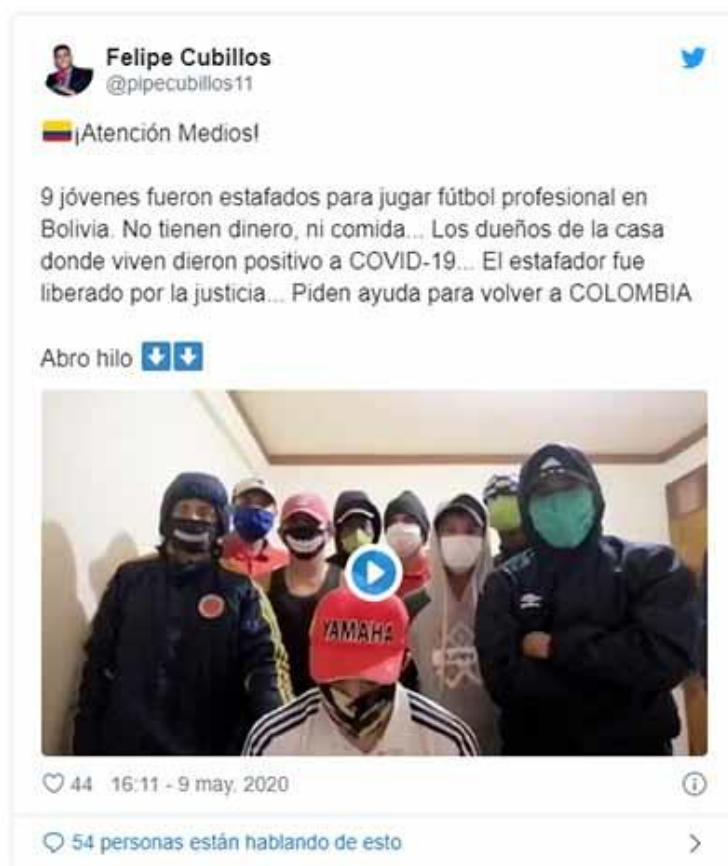 Felipe Cubillos
@pipecubillos11
🇨🇴¡Atención Medios!
9 jóvenes fueron estafados para jugar fútbol profesional en
Bolivia. No tienen dinero, ni comida... Los dueños de la casa
donde viven dieron positivo a COVID-19... El estafador fue
liberado por la justicia... Piden ayuda para volver a COLOMBIA
Abro hilo ⬇️⬇️
YAMAHA
44 16:11 - 9 may. 2020
54 personas están hablando de esto